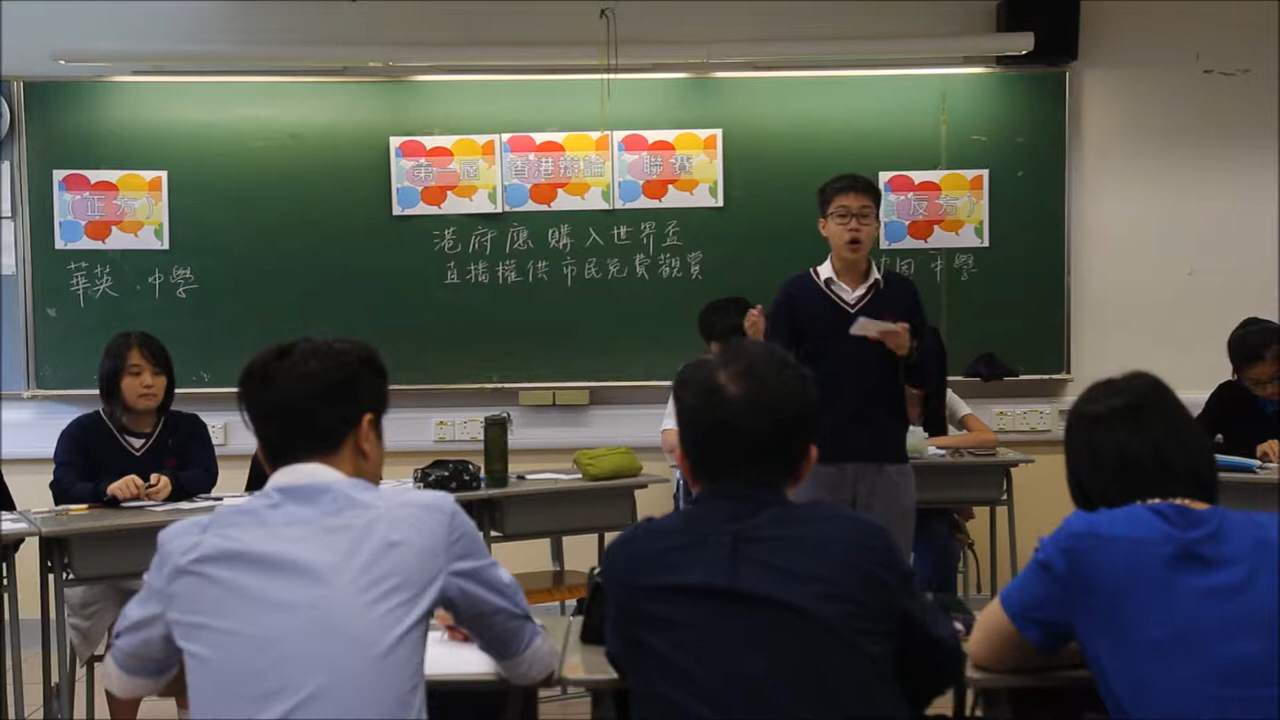 第一屆 香港辯論 聯賽
(正方)
(反方)
港府應購入世界盃
直播權供市民免費觀賞
華英 中學
中學